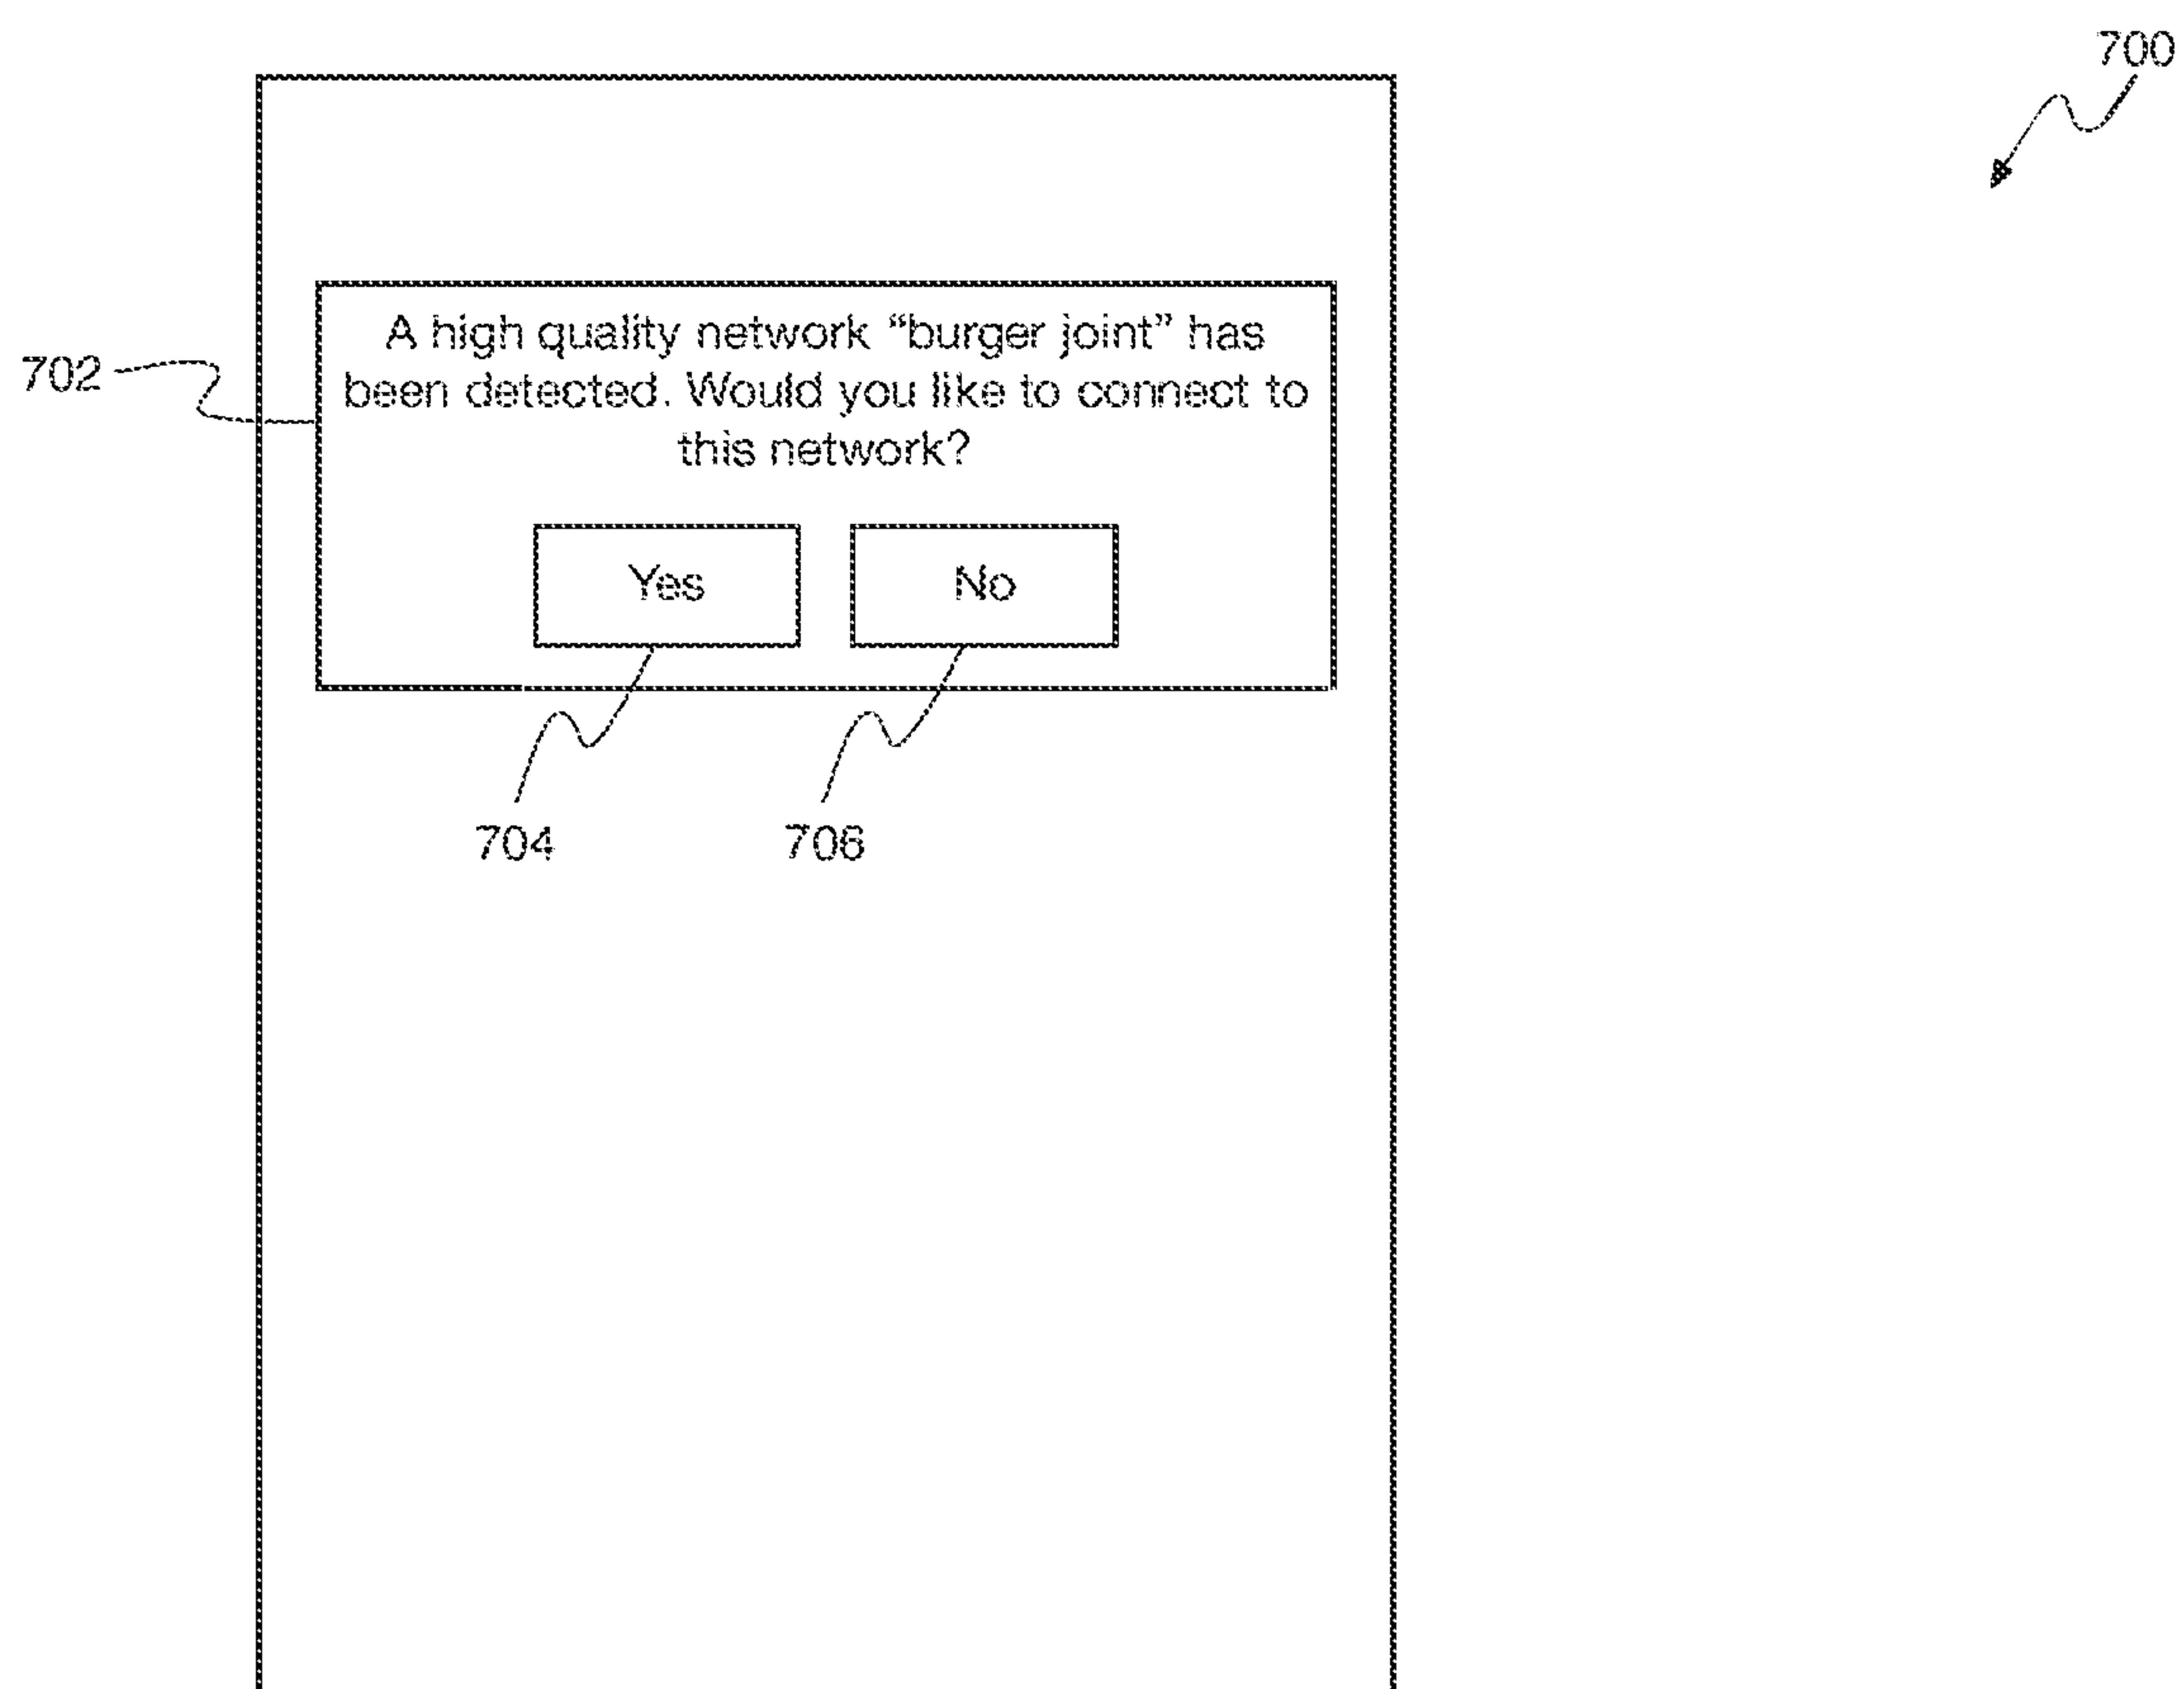 700
A high quality network “burger joint” has
been detected. Would you like to connect to
this network?
702
Yes
No
704
706